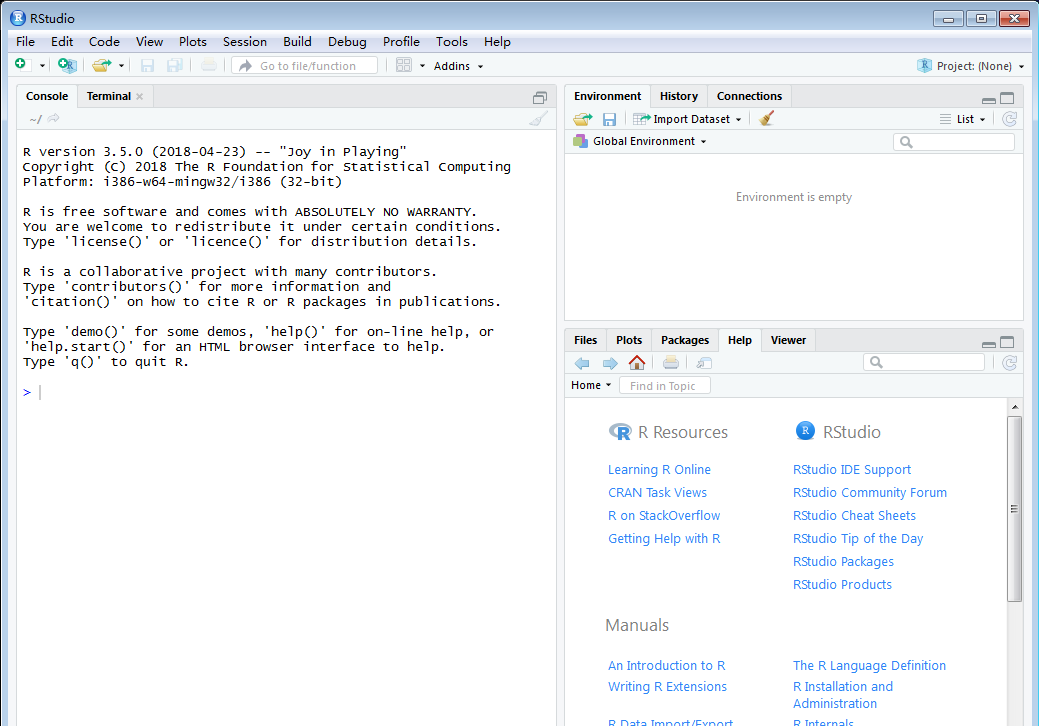 RStudio
File Edit Code View Plots Session Build Debug Profile Tools Help
Go to file/function Addins Project: (None)
Console Terminal
~/
R version 3.5.0 (2018-04-23) -- "Joy in Playing"
Copyright (C) 2018 The R Foundation for Statistical Computing
Platform: i386-w64-mingw32/i386 (32-bit)
R is free software and comes with ABSOLUTELY NO WARRANTY.
You are welcome to redistribute it under certain conditions.
Type 'license()' or 'licence()' for distribution details.
R is a collaborative project with many contributors.
Type 'contributors()' for more information and
'citation()' on how to cite R or R packages in publications.
Type 'demo()' for some demos, 'help()' for on-line help, or
'help.start()' for an HTML browser interface to help.
Type 'q()' to quit R.
>
Environment History Connections
Import Dataset List
Global Environment
Environment is empty
Files Plots Packages Help Viewer
Home Find in Topic
R Resources
Learning R Online
CRAN Task Views
R on StackOverflow
Getting Help with R
RStudio
RStudio IDE Support
RStudio Community Forum
RStudio Cheat Sheets
RStudio Tip of the Day
RStudio Packages
RStudio Products
Manuals
An Introduction to R
Writing R Extensions
R Data Import/Export
The R Language Definition
R Installation and
Administration
R Internals